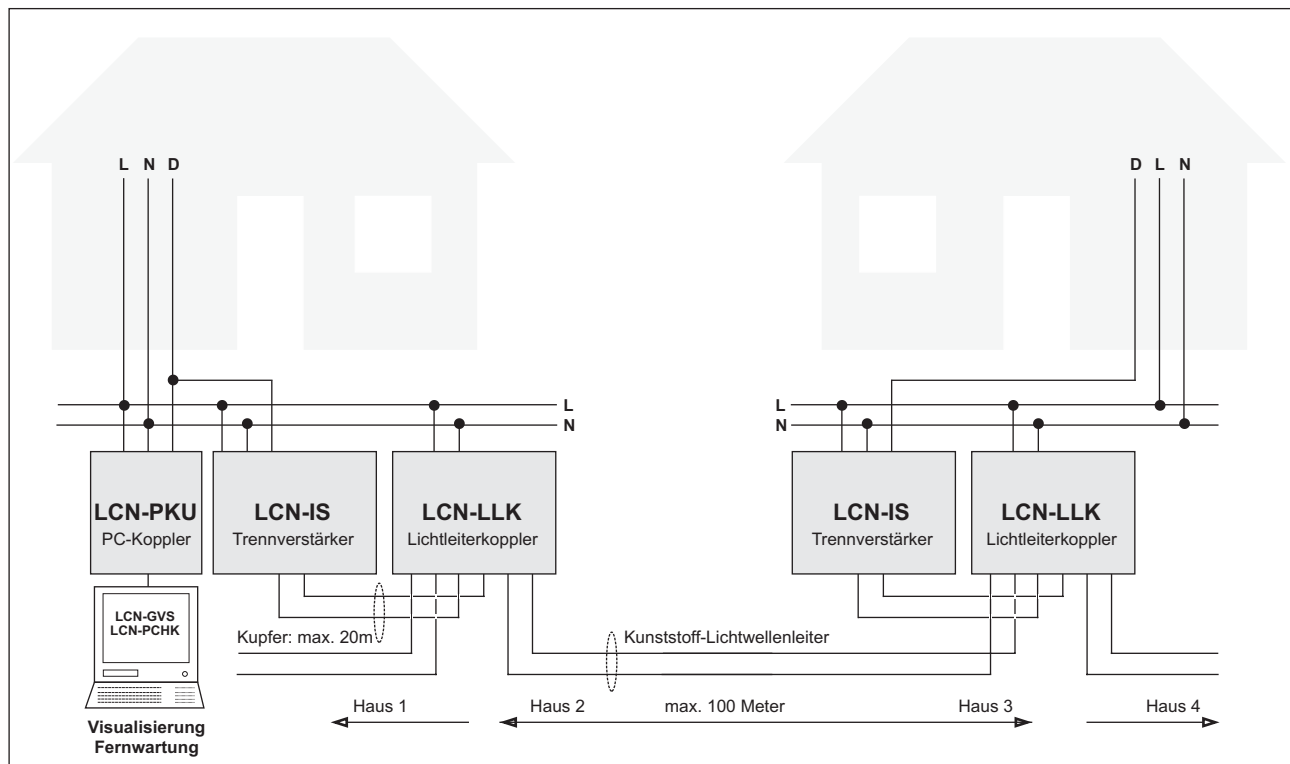 L N D
D L N
L
N
L
N
LCN-PKU
PC-Koppler
LCN-IS
Trennverstärker
LCN-LLK
Lichtleiterkoppler
LCN-IS
Trennverstärker
LCN-LLK
Lichtleiterkoppler
LCN-GVS
LCN-PCHK
Kupfer: max. 20m
Kunststoff-Lichtwellenleiter
Haus 1
Haus 2
max. 100 Meter
Haus 3
Haus 4
Visualisierung
Fernwartung